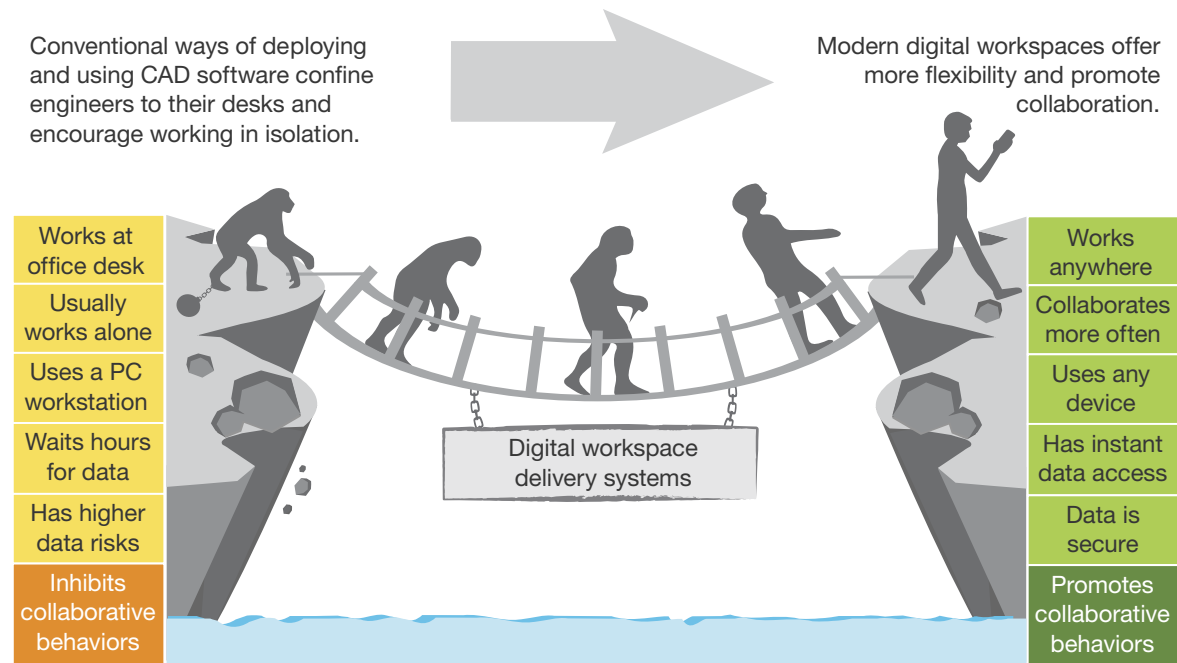 Conventional ways of deploying
and using CAD software confine
engineers to their desks and
encourage working in isolation.
Modern digital workspaces offer
more flexibility and promote
collaboration.
Works at
office desk
Usually
works alone
Uses a PC
workstation
Waits hours
for data
Has higher
data risks
Inhibits
collaborative
behaviors
Digital workspace
delivery systems
Works
anywhere
Collaborates
more often
Uses any
device
Has instant
data access
Data is
secure
Promotes
collaborative
behaviors